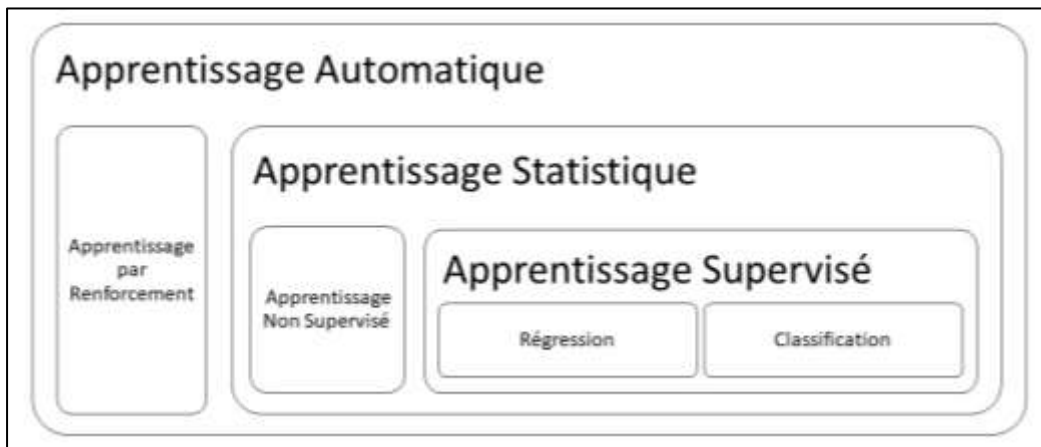 Apprentissage Automatique
Apprentissage Statistique
Apprentissage
par
Renforcement
Apprentissage
Non Supervisé
Apprentissage Supervisé
Régression
Classification